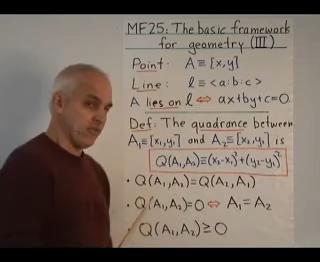 MF25: The basic framework
for geometry (III)
Point: A ≡ [x,y]
Line: ℓ ≡ <a:b:c>
A lies on ℓ ⇔ ax+by+c=0
Def: The quadrance between
A₁≡[x₁,y₁] and A₂≡[x₂,y₂] is
Q(A₁,A₂)≡(x₂-x₁)²+(y₂-y₁)²
• Q(A₁,A₂)=Q(A₂,A₁)
• Q(A₁,A₂)=0 ⇔ A₁=A₂
• Q(A₁,A₂)≥0